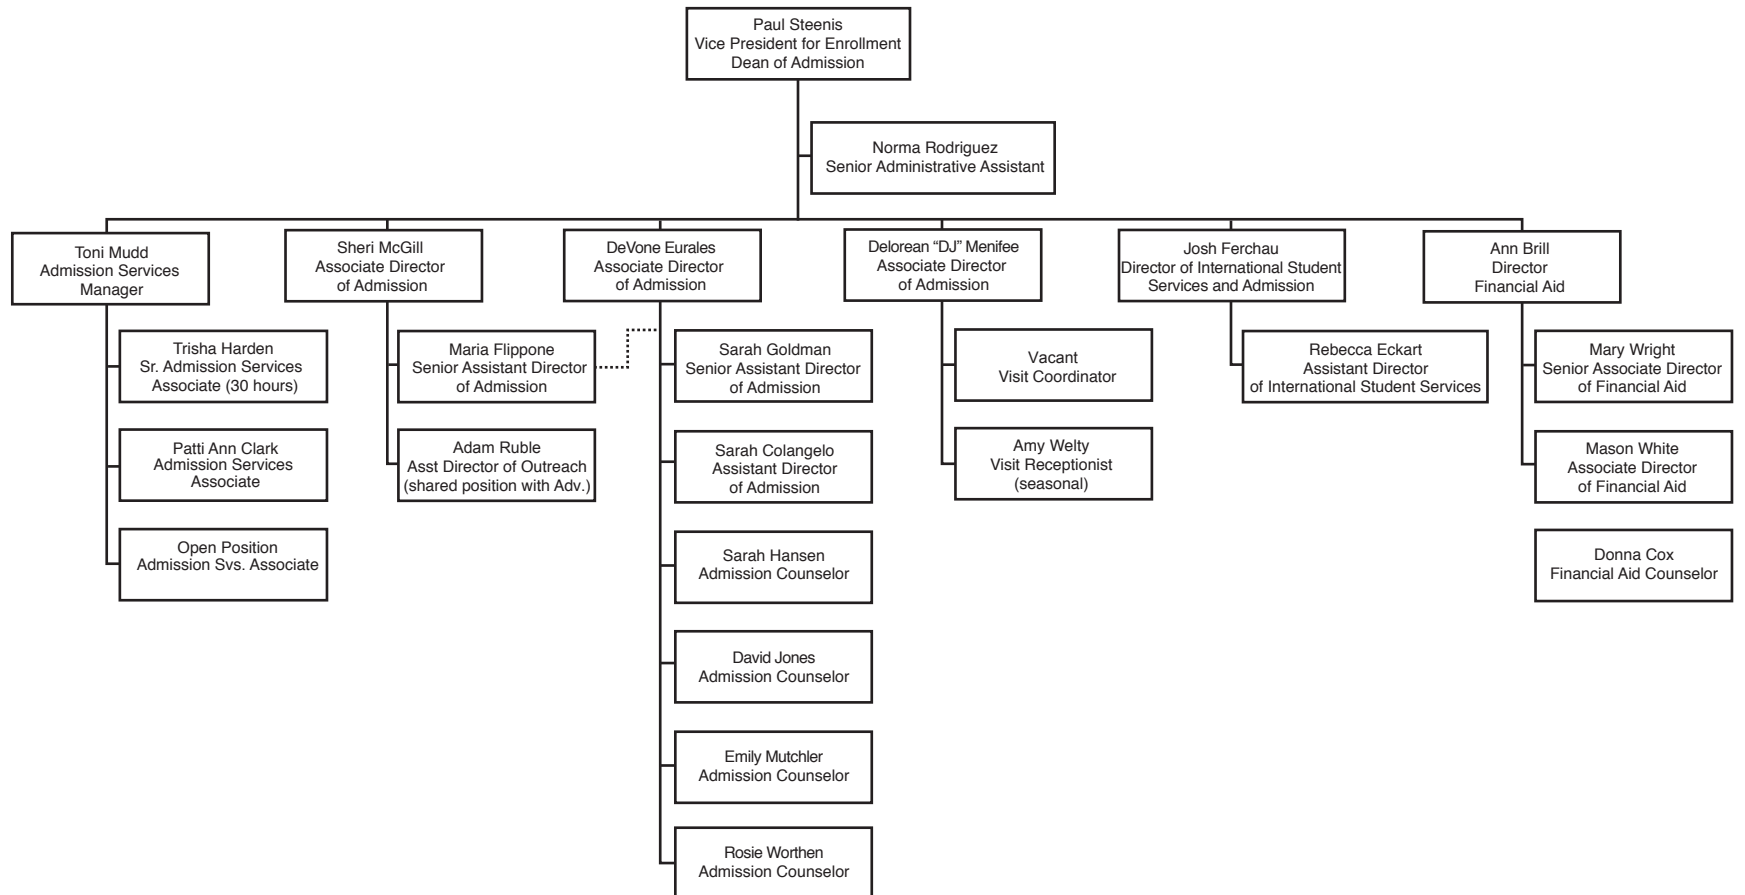 Paul Steenis
Vice President for Enrollment
Dean of Admission
Norma Rodriguez
Senior Administrative Assistant
Toni Mudd
Admission Services
Manager
Sheri McGill
Associate Director
of Admission
DeVone Eurales
Associate Director
of Admission
Delorean “DJ” Menifee
Associate Director
of Admission
Josh Ferchau
Director of International Student
Services and Admission
Ann Brill
Director
Financial Aid
Trisha Harden
Sr. Admission Services
Associate (30 hours)
Patti Ann Clark
Admission Services
Associate
Open Position
Admission Svs. Associate
Maria Flippone
Senior Assistant Director
of Admission
Adam Ruble
Asst Director of Outreach
(shared position with Adv.)
Sarah Goldman
Senior Assistant Director
of Admission
Sarah Colangelo
Assistant Director
of Admission
Sarah Hansen
Admission Counselor
David Jones
Admission Counselor
Emily Mutchler
Admission Counselor
Rosie Worthen
Admission Counselor
Vacant
Visit Coordinator
Amy Welty
Visit Receptionist
(seasonal)
Rebecca Eckart
Assistant Director
of International Student Services
Mary Wright
Senior Associate Director
of Financial Aid
Mason White
Associate Director
of Financial Aid
Donna Cox
Financial Aid Counselor